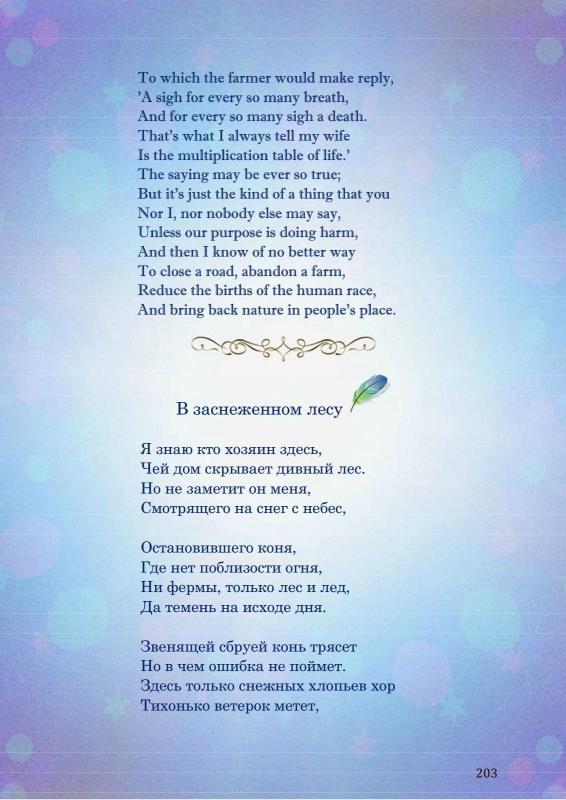 To which the farmer would make reply,
'A sigh for every so many breath,
And for every so many sigh a death.
That's what I always tell my wife
Is the multiplication table of life.'
The saying may be ever so true;
But it's just the kind of a thing that you
Nor I, nor nobody else may say,
Unless our purpose is doing harm,
And then I know of no better way
To close a road, abandon a farm,
Reduce the births of the human race,
And bring back nature in people's place.
В заснеженном лесу
Я знаю кто хозяин здесь,
Чей дом скрывает дивный лес.
Но не заметит он меня,
Смотрящего на снег с небес,
Остановившего коня,
Где нет поблизости огня,
Ни фермы, только лес и лед,
Да темень на исходе дня.
Звенящей сбруей конь трясет
Но в чем ошибка не поймет.
Здесь только снежных хлопьев хор
Тихонько ветерок метет,
203